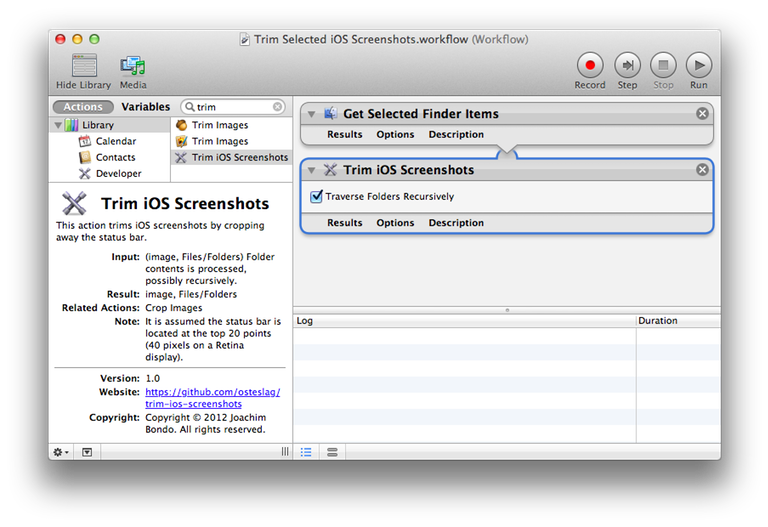 Trim Selected iOS Screenshots.workflow (Workflow)
Hide Library Media Record Step Stop Run
Actions Variables trim
Library
Calendar
Contacts
Developer
Trim Images
Trim Images
Trim iOS Screenshots
Trim iOS Screenshots
This action trims iOS screenshots by cropping
away the status bar.
Input: (image, Files/Folders) Folder
contents is processed,
possibly recursively.
Result: image, Files/Folders
Related Actions: Crop Images
Note: It is assumed the status bar is
located at the top 20 points
(40 pixels on a Retina
display).
Version: 1.0
Website: https://github.com/osteslag/
trim-ios-screenshots
Copyright: Copyright © 2012 Joachim
Bondo. All rights reserved.
Get Selected Finder Items
Results Options Description
Trim iOS Screenshots
Traverse Folders Recursively
Results Options Description
Log Duration